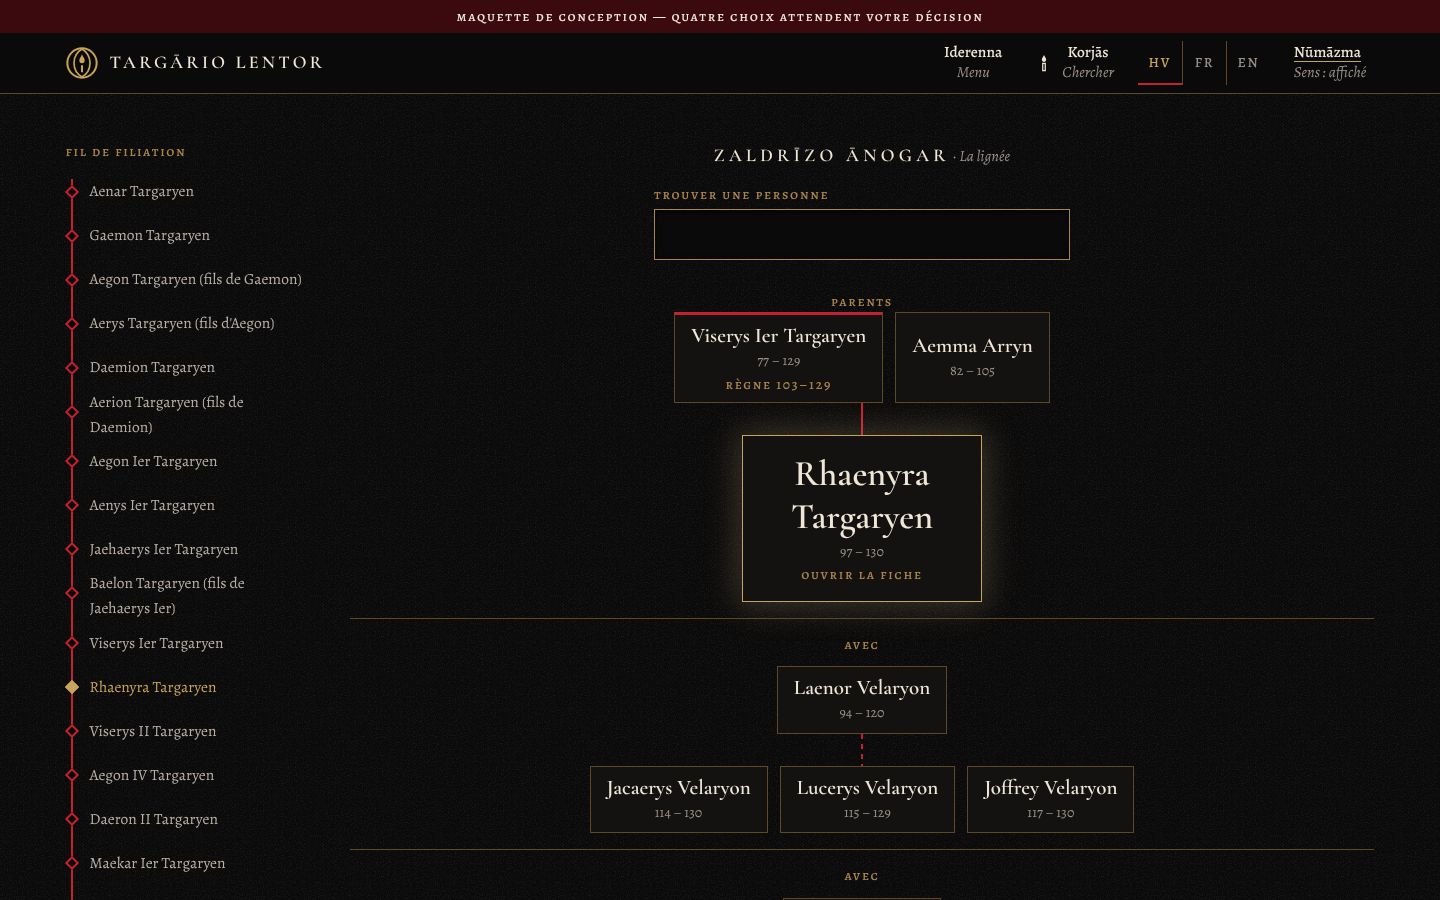 MAQUETTE DE CONCEPTION — QUATRE CHOIX ATTENDENT VOTRE DÉCISION
TARGĀRIO LENTOR
Iderenna
Menu
Korjās
Chercher
HV
FR
EN
Nūmāzma
Sens : affiché
FIL DE FILIATION
Aenar Targaryen
Gaemon Targaryen
Aegon Targaryen (fils de Gaemon)
Aerys Targaryen (fils d'Aegon)
Daemion Targaryen
Aerion Targaryen (fils de
Daemion)
Aegon Ier Targaryen
Aenys Ier Targaryen
Jaehaerys Ier Targaryen
Baelon Targaryen (fils de
Jaehaerys Ier)
Viserys Ier Targaryen
Rhaenyra Targaryen
Viserys II Targaryen
Aegon IV Targaryen
Daeron II Targaryen
Maekar Ier Targaryen
ZALDRĪZO ĀNOGAR · La lignée
TROUVER UNE PERSONNE
PARENTS
Viserys Ier Targaryen
77 – 129
RÈGNE 103–129
Aemma Arryn
82 – 105
Rhaenyra
Targaryen
97 – 130
OUVRIR LA FICHE
AVEC
Laenor Velaryon
94 – 120
Jacaerys Velaryon
114 – 130
Lucerys Velaryon
115 – 129
Joffrey Velaryon
117 – 130
AVEC